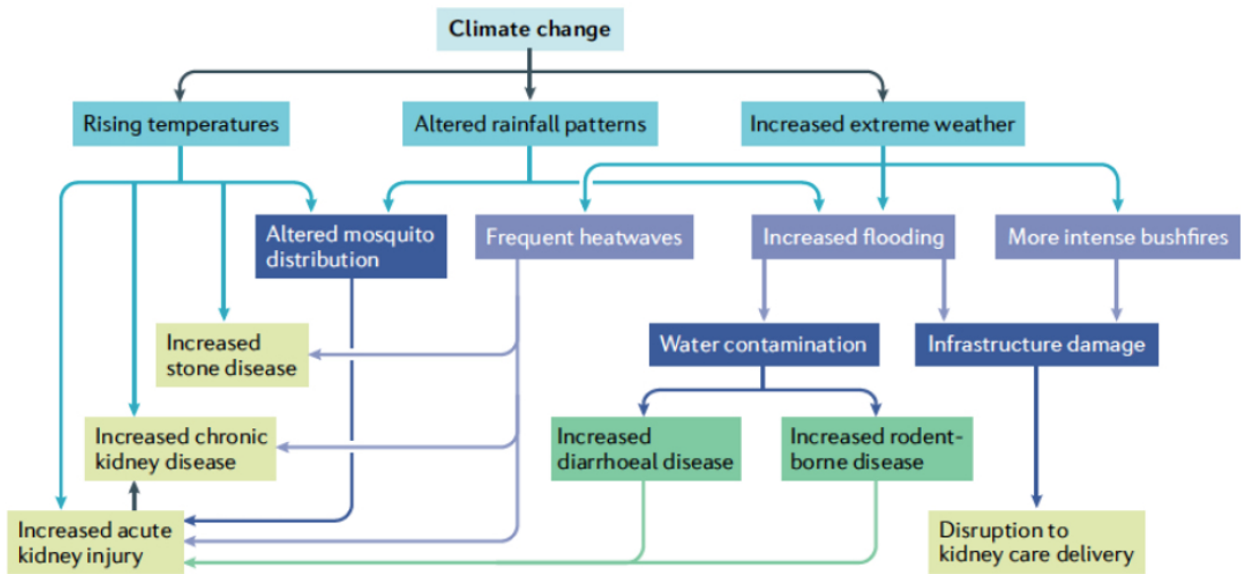 Climate change
Rising temperatures
Altered rainfall patterns
Increased extreme weather
Altered mosquito
distribution
Frequent heatwaves
Increased flooding
More intense bushfires
Increased
stone disease
Water contamination
Infrastructure damage
Increased chronic
kidney disease
Increased
diarrhoeal disease
Increased rodent-
borne disease
Increased acute
kidney injury
Disruption to
kidney care delivery